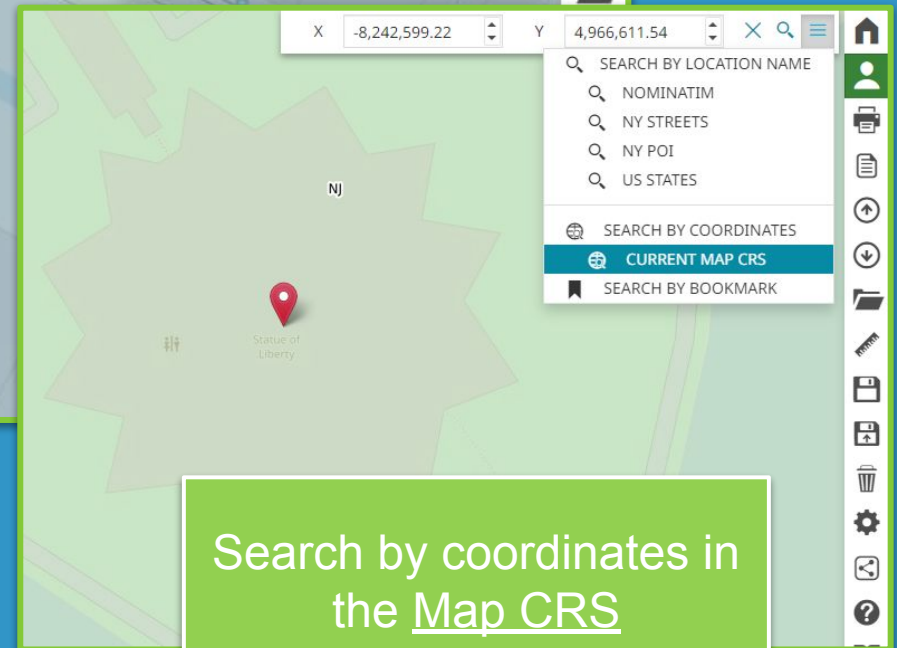 X -8,242,599.22 Y 4,966,611.54
SEARCH BY LOCATION NAME
NOMINATIM
NY STREETS
NY POI
US STATES
SEARCH BY COORDINATES
CURRENT MAP CRS
SEARCH BY BOOKMARK
NJ
Statue of
Liberty
Search by coordinates in
the Map CRS